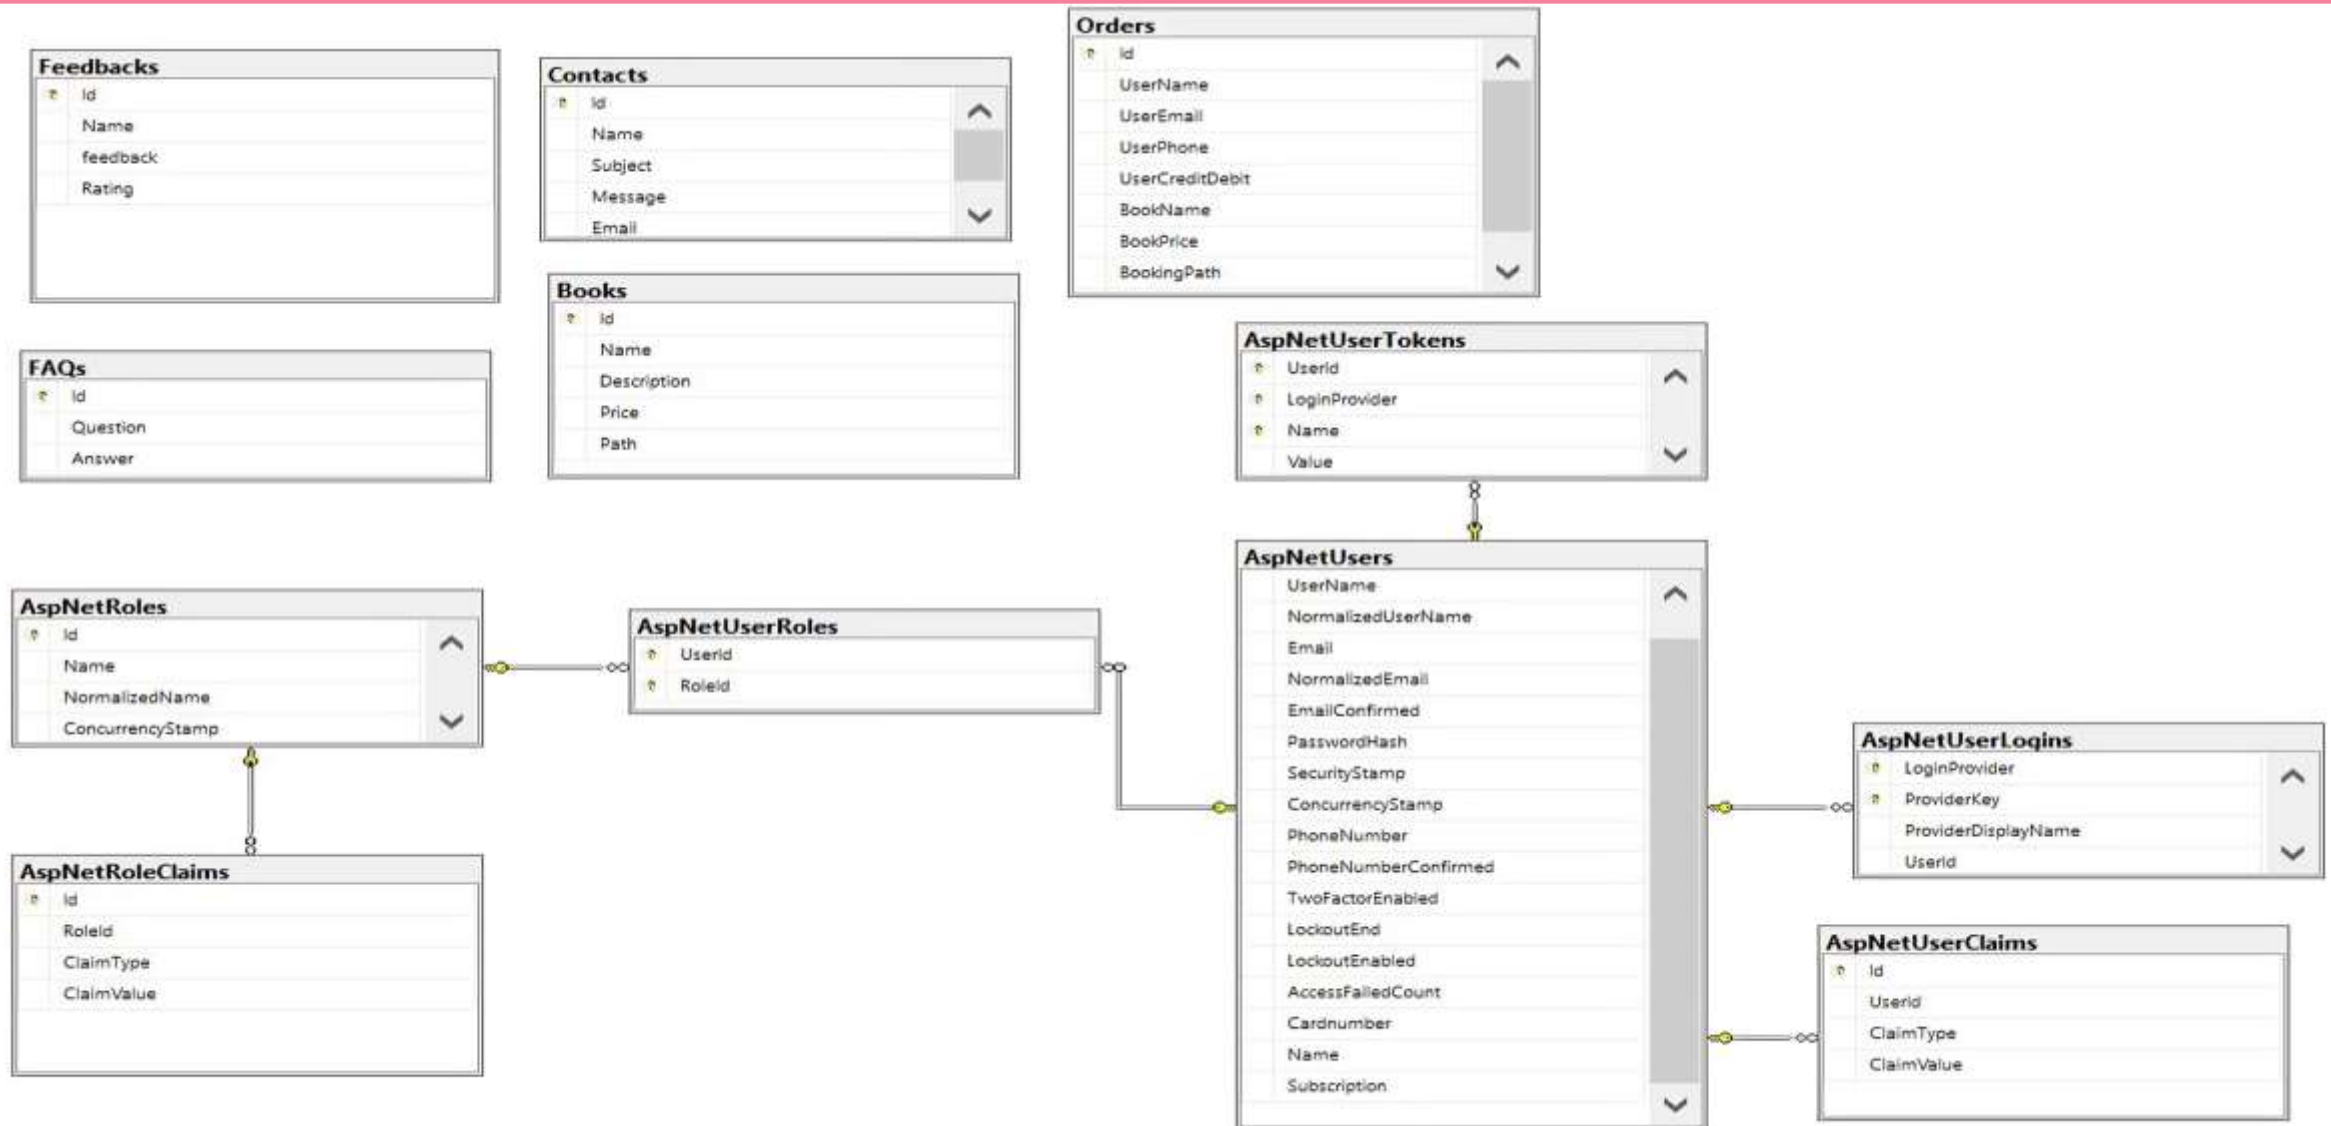 Feedbacks
Id
Name
feedback
Rating
Contacts
Id
Name
Subject
Message
Email
Orders
Id
UserName
UserEmail
UserPhone
UserCreditDebit
BookName
BookPrice
BookingPath
FAQs
Id
Question
Answer
Books
Id
Name
Description
Price
Path
AspNetUserTokens
UserId
LoginProvider
Name
Value
AspNetRoles
Id
Name
NormalizedName
ConcurrencyStamp
AspNetUserRoles
UserId
RoleId
AspNetUsers
UserName
NormalizedUserName
Email
NormalizedEmail
EmailConfirmed
PasswordHash
SecurityStamp
ConcurrencyStamp
PhoneNumber
PhoneNumberConfirmed
TwoFactorEnabled
LockoutEnd
LockoutEnabled
AccessFailedCount
Cardnumber
Name
Subscription
AspNetUserLogins
LoginProvider
ProviderKey
ProviderDisplayName
UserId
AspNetRoleClaims
Id
RoleId
ClaimType
ClaimValue
AspNetUserClaims
Id
UserId
ClaimType
ClaimValue